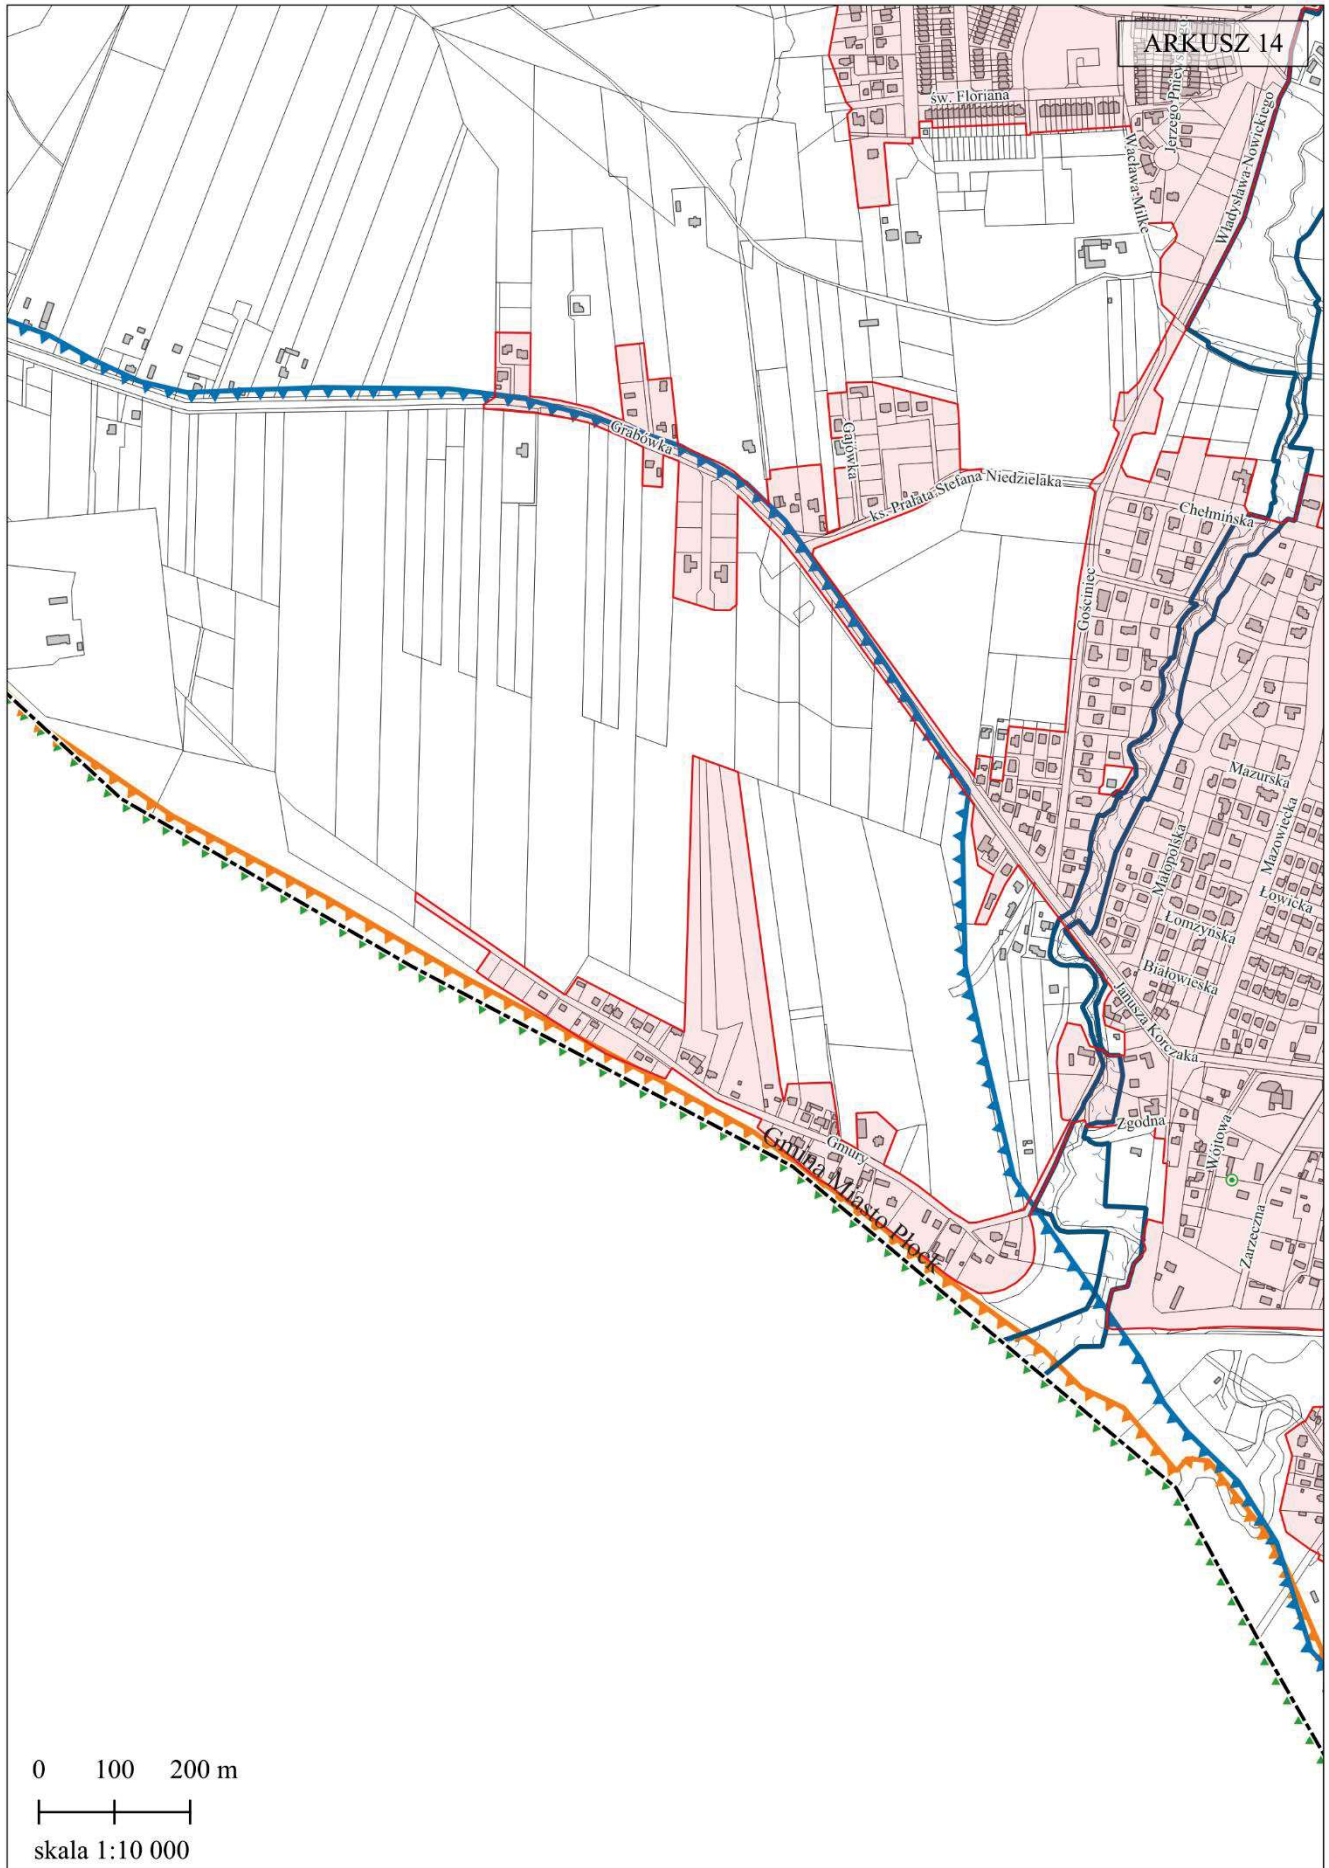 ARKUSZ 14
św. Floriana
Jerzego Pniewskiego
Wacława Milke
Władysława Nowickiego
Grabówka
Gajówka
ks. Prałata Stefana Niedzielaka
Chełmińska
Gościniec
Mazurska
Mazowiecka
Małopolska
Łowicka
Łomżyńska
Białowieska
Janusza Korczaka
Zgodna
Wójtowa
Gmury
Zarzeczna
Gmina Miasto Płock
0 100 200 m
skala 1:10 000